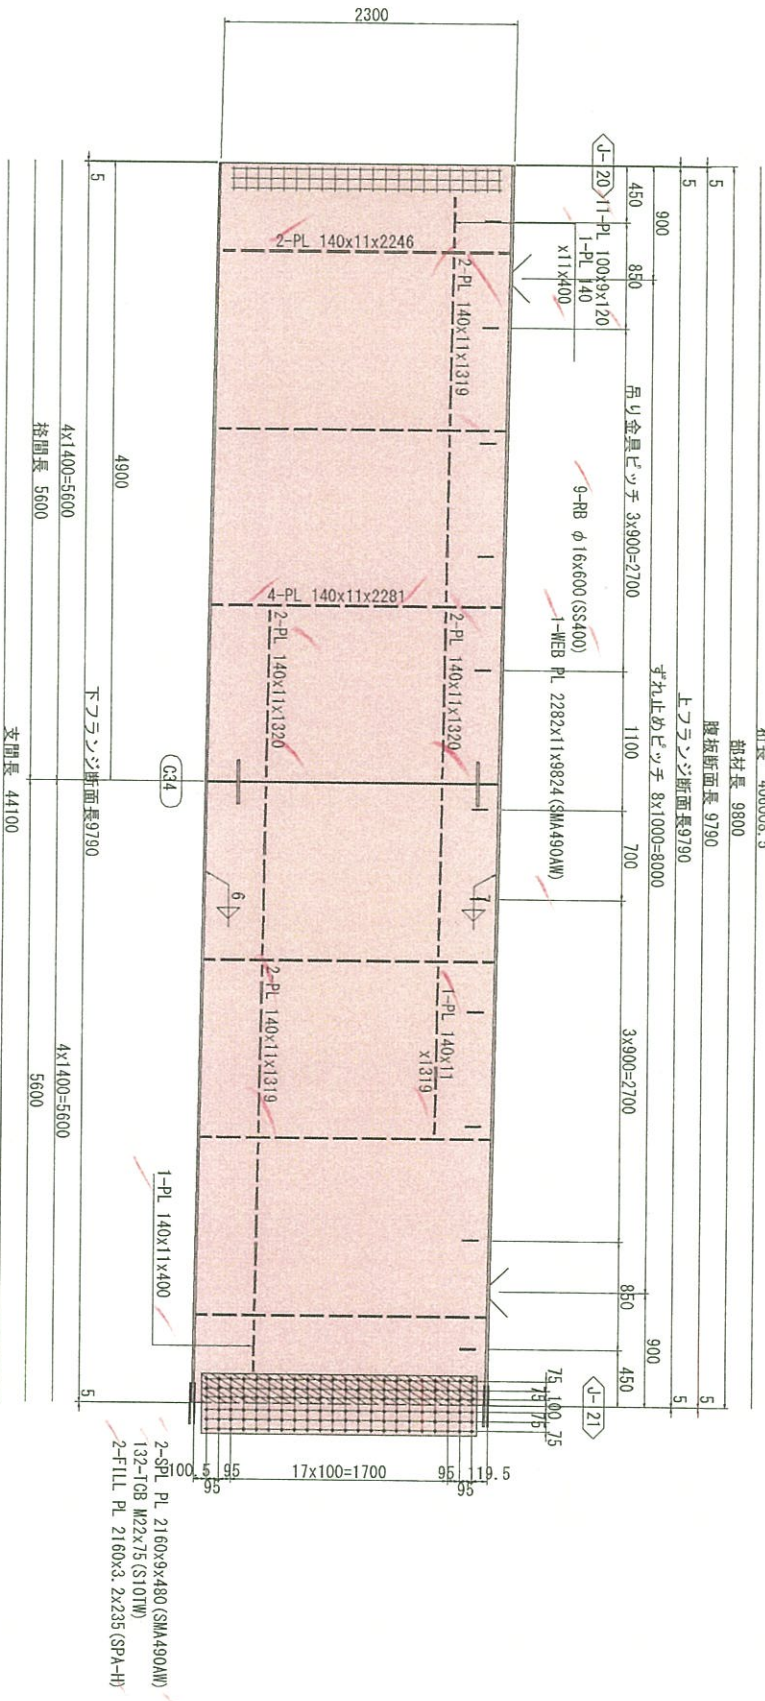 2300
桁長
部材長 9800
腹板断面長 9790
上フランジ断面長9790
ずれ止めピッチ 8x1000=8000
5
5
5
5
900
900
J-20
450
850
吊り金具ピッチ 3x900=2700
1100
700
3x900=2700
850
450
J-21
11-PL 100x9x120
1-PL 140
x11x400
9-RB φ16x600(SS400)
1-WEB PL 2282x11x9824(SMA490AW)
2-PL 140x11x2246
2-PL 140x11x1319
4-PL 140x11x2281
2-PL 140x11x1320
2-PL 140x11x1320
7
6
1-PL 140x11
x1319
2-PL 140x11x1319
G34
1-PL 140x11x400
75 100 75
75 75
100.5 95 17x100=1700 95 119.5
95 95
2-SPL PL 2160x9x480(SMA490AW)
132-TCB M22x75(S10TW)
2-FILL PL 2160x3.2x235(SPA-H)
5
4900
下フランジ断面長9790
5
4x1400=5600
4x1400=5600
格間長 5600
5600
支間長 44100